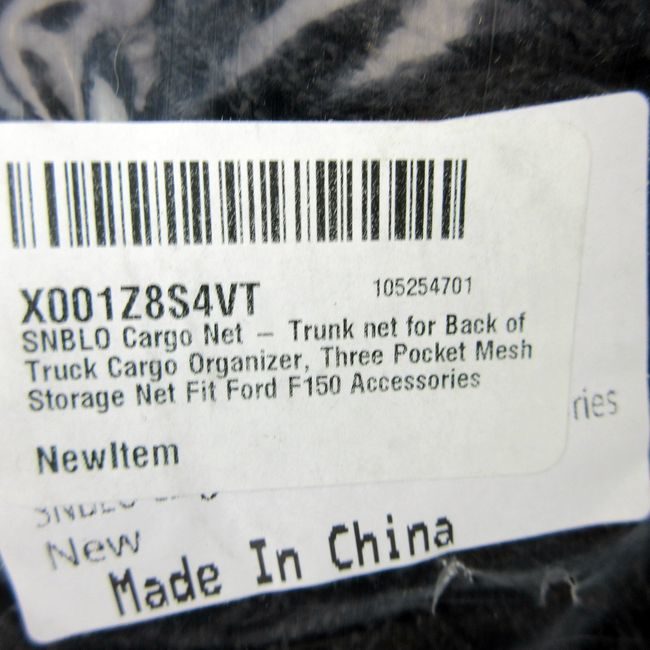 X001Z8S4VT 105254701
SNBLO Cargo Net – Trunk net for Back of
Truck Cargo Organizer, Three Pocket Mesh
Storage Net Fit Ford F150 Accessories
ries
NewItem
New
Made In China